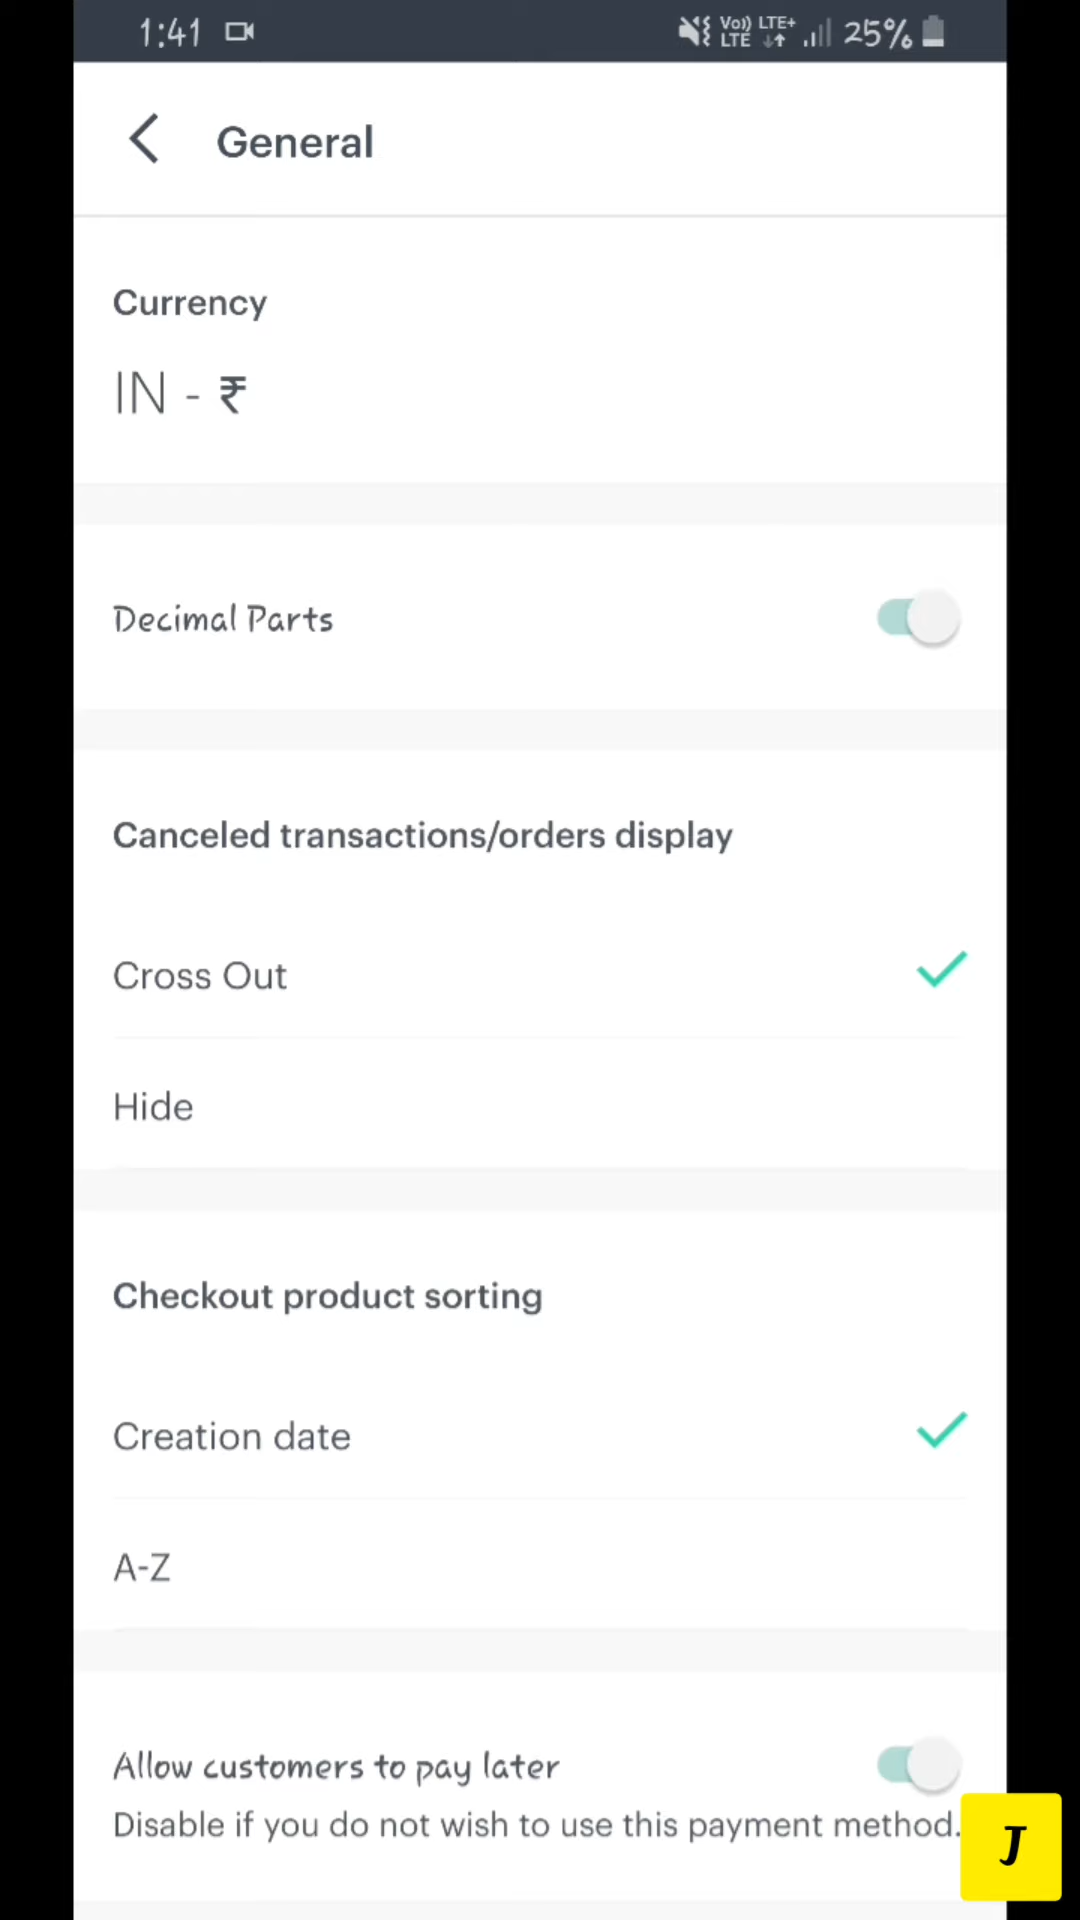 1:41 Vo)) LTE LTE+ 25%
General
Currency
IN - ₹
Decimal Parts
Canceled transactions/orders display
Cross Out
Hide
Checkout product sorting
Creation date
A-Z
Allow customers to pay later
Disable if you do not wish to use this payment method.
J